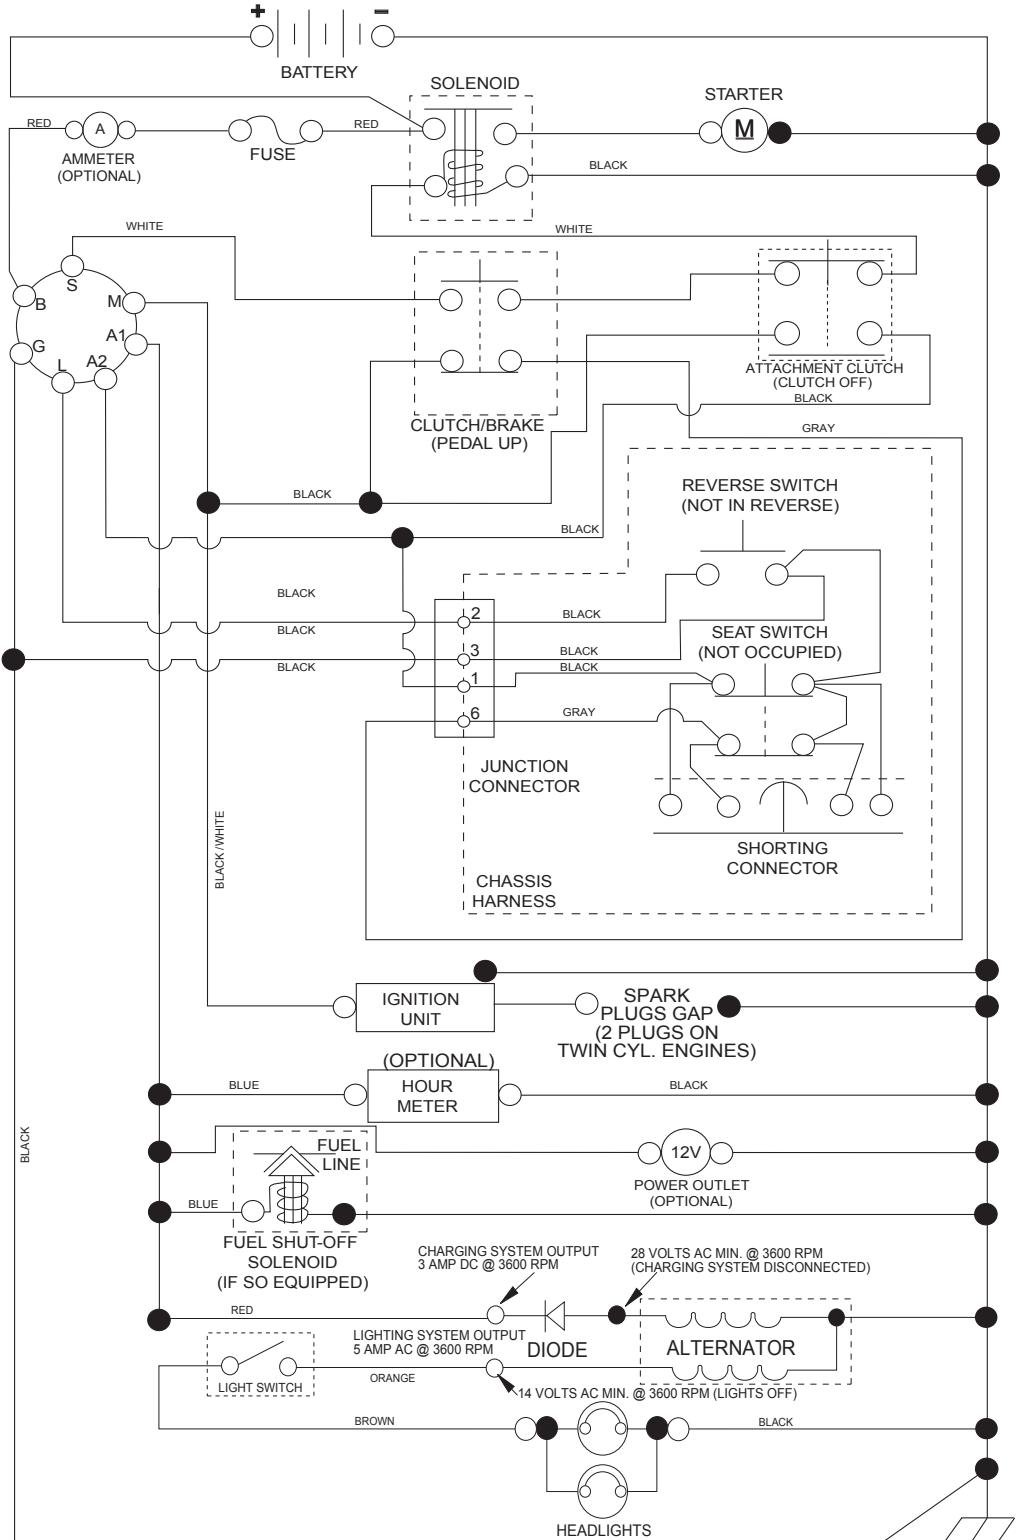 + −
BATTERY
SOLENOID
STARTER
RED
A
AMMETER
(OPTIONAL)
FUSE
RED
M
BLACK
WHITE
WHITE
S
B
M
G
A1
L
A2
ATTACHMENT CLUTCH
(CLUTCH OFF)
BLACK
CLUTCH/BRAKE
(PEDAL UP)
GRAY
REVERSE SWITCH
(NOT IN REVERSE)
BLACK
BLACK
BLACK
2
BLACK
BLACK
SEAT SWITCH
(NOT OCCUPIED)
3
BLACK
BLACK
BLACK
1
6
GRAY
JUNCTION
CONNECTOR
BLACK/WHITE
SHORTING
CONNECTOR
CHASSIS
HARNESS
IGNITION
UNIT
SPARK
PLUGS GAP
(2 PLUGS ON
TWIN CYL. ENGINES)
(OPTIONAL)
HOUR
METER
BLUE
BLACK
BLACK
FUEL
LINE
12V
POWER OUTLET
(OPTIONAL)
BLUE
FUEL SHUT-OFF
SOLENOID
(IF SO EQUIPPED)
CHARGING SYSTEM OUTPUT
3 AMP DC @ 3600 RPM
28 VOLTS AC MIN. @ 3600 RPM
(CHARGING SYSTEM DISCONNECTED)
RED
LIGHTING SYSTEM OUTPUT
5 AMP AC @ 3600 RPM
DIODE
ALTERNATOR
LIGHT SWITCH
ORANGE
14 VOLTS AC MIN. @ 3600 RPM (LIGHTS OFF)
BROWN
BLACK
HEADLIGHTS